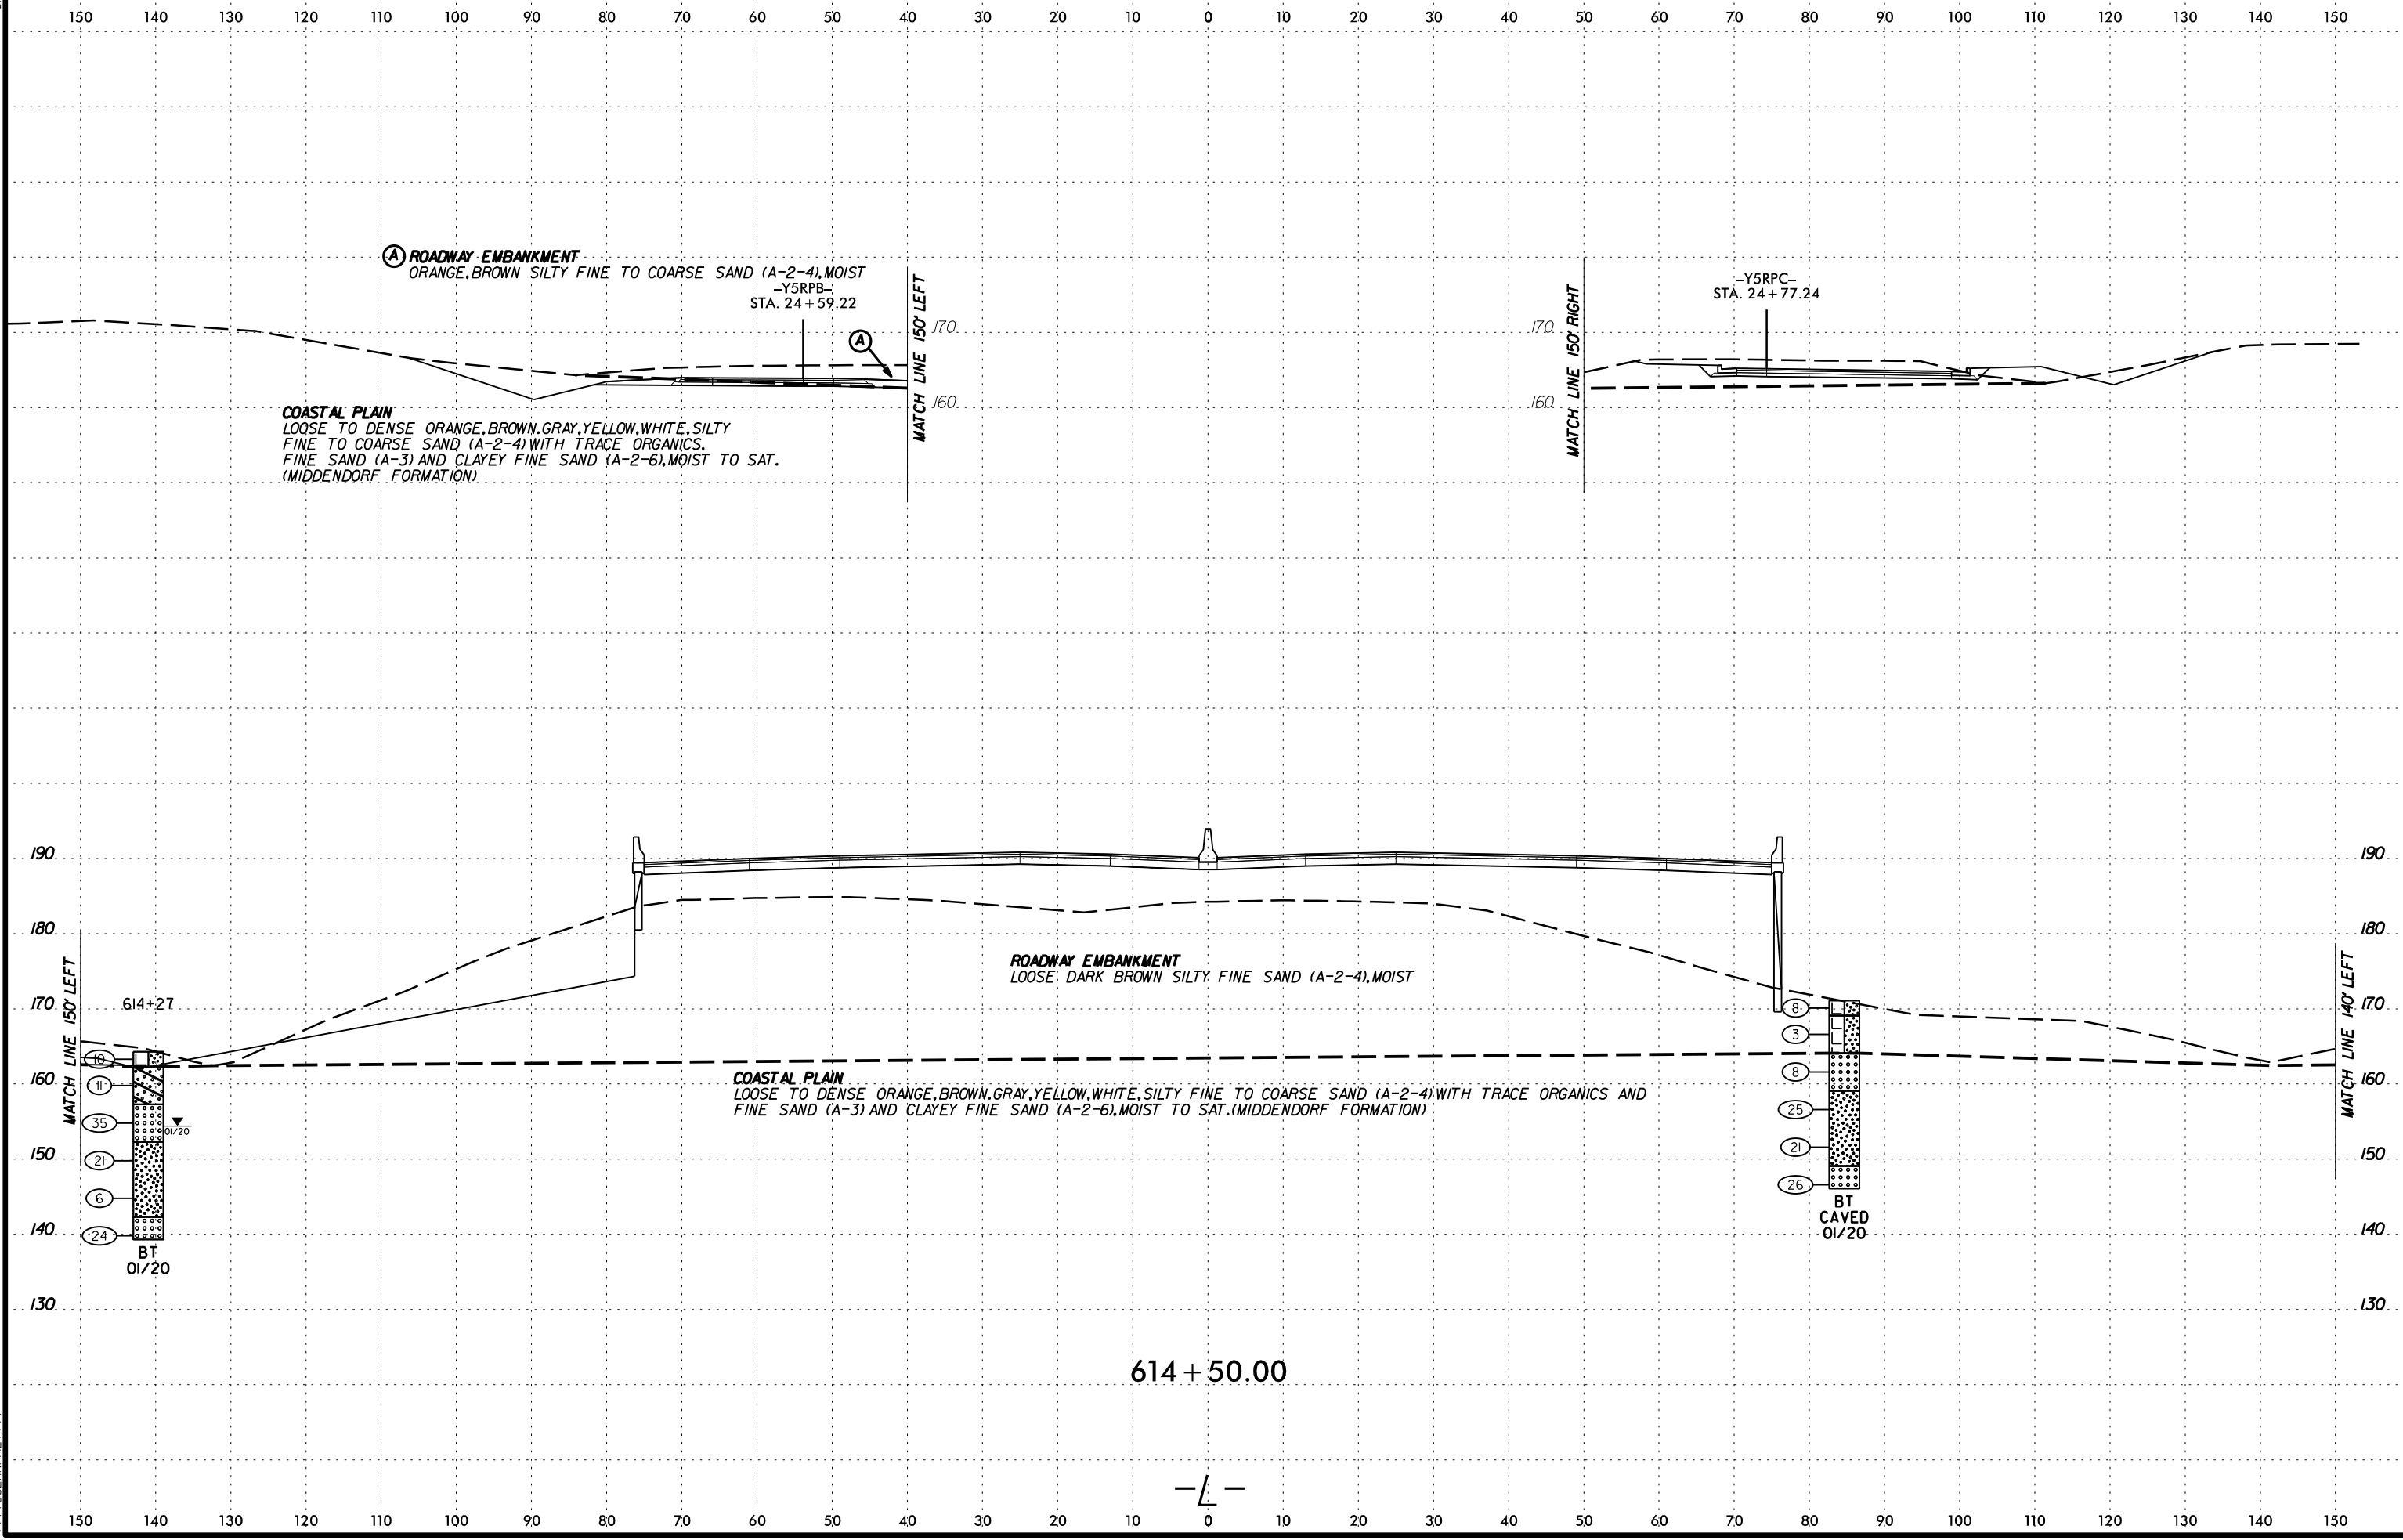 150 140 130 120 110 100 90 80 70 60 50 40 30 20 10 0 10 20 30 40 50 60 70 80 90 100 110 120 130 140 150
A ROADWAY EMBANKMENT
ORANGE,BROWN SILTY FINE TO COARSE SAND (A-2-4),MOIST
-Y5RPB-
STA. 24+59.22
A
MATCH LINE 150' LEFT
170
160
COASTAL PLAIN
LOOSE TO DENSE ORANGE,BROWN,GRAY,YELLOW,WHITE,SILTY
FINE TO COARSE SAND (A-2-4) WITH TRACE ORGANICS,
FINE SAND (A-3) AND CLAYEY FINE SAND (A-2-6),MOIST TO SAT.
(MIDDENDORF FORMATION)
-Y5RPC-
STA. 24+77.24
170
160
MATCH LINE 150' RIGHT
190
180
170
160
150
140
130
MATCH LINE 150' LEFT
614+27
10
11
35
21
6
24
01/20
BT
01/20
ROADWAY EMBANKMENT
LOOSE DARK BROWN SILTY FINE SAND (A-2-4),MOIST
COASTAL PLAIN
LOOSE TO DENSE ORANGE,BROWN,GRAY,YELLOW,WHITE,SILTY FINE TO COARSE SAND (A-2-4) WITH TRACE ORGANICS AND
FINE SAND (A-3) AND CLAYEY FINE SAND (A-2-6),MOIST TO SAT.(MIDDENDORF FORMATION)
8
3
8
25
21
26
BT
CAVED
01/20
MATCH LINE 140' LEFT
190
180
170
160
150
140
130
614+50.00
-L-
150 140 130 120 110 100 90 80 70 60 50 40 30 20 10 0 10 20 30 40 50 60 70 80 90 100 110 120 130 140 150